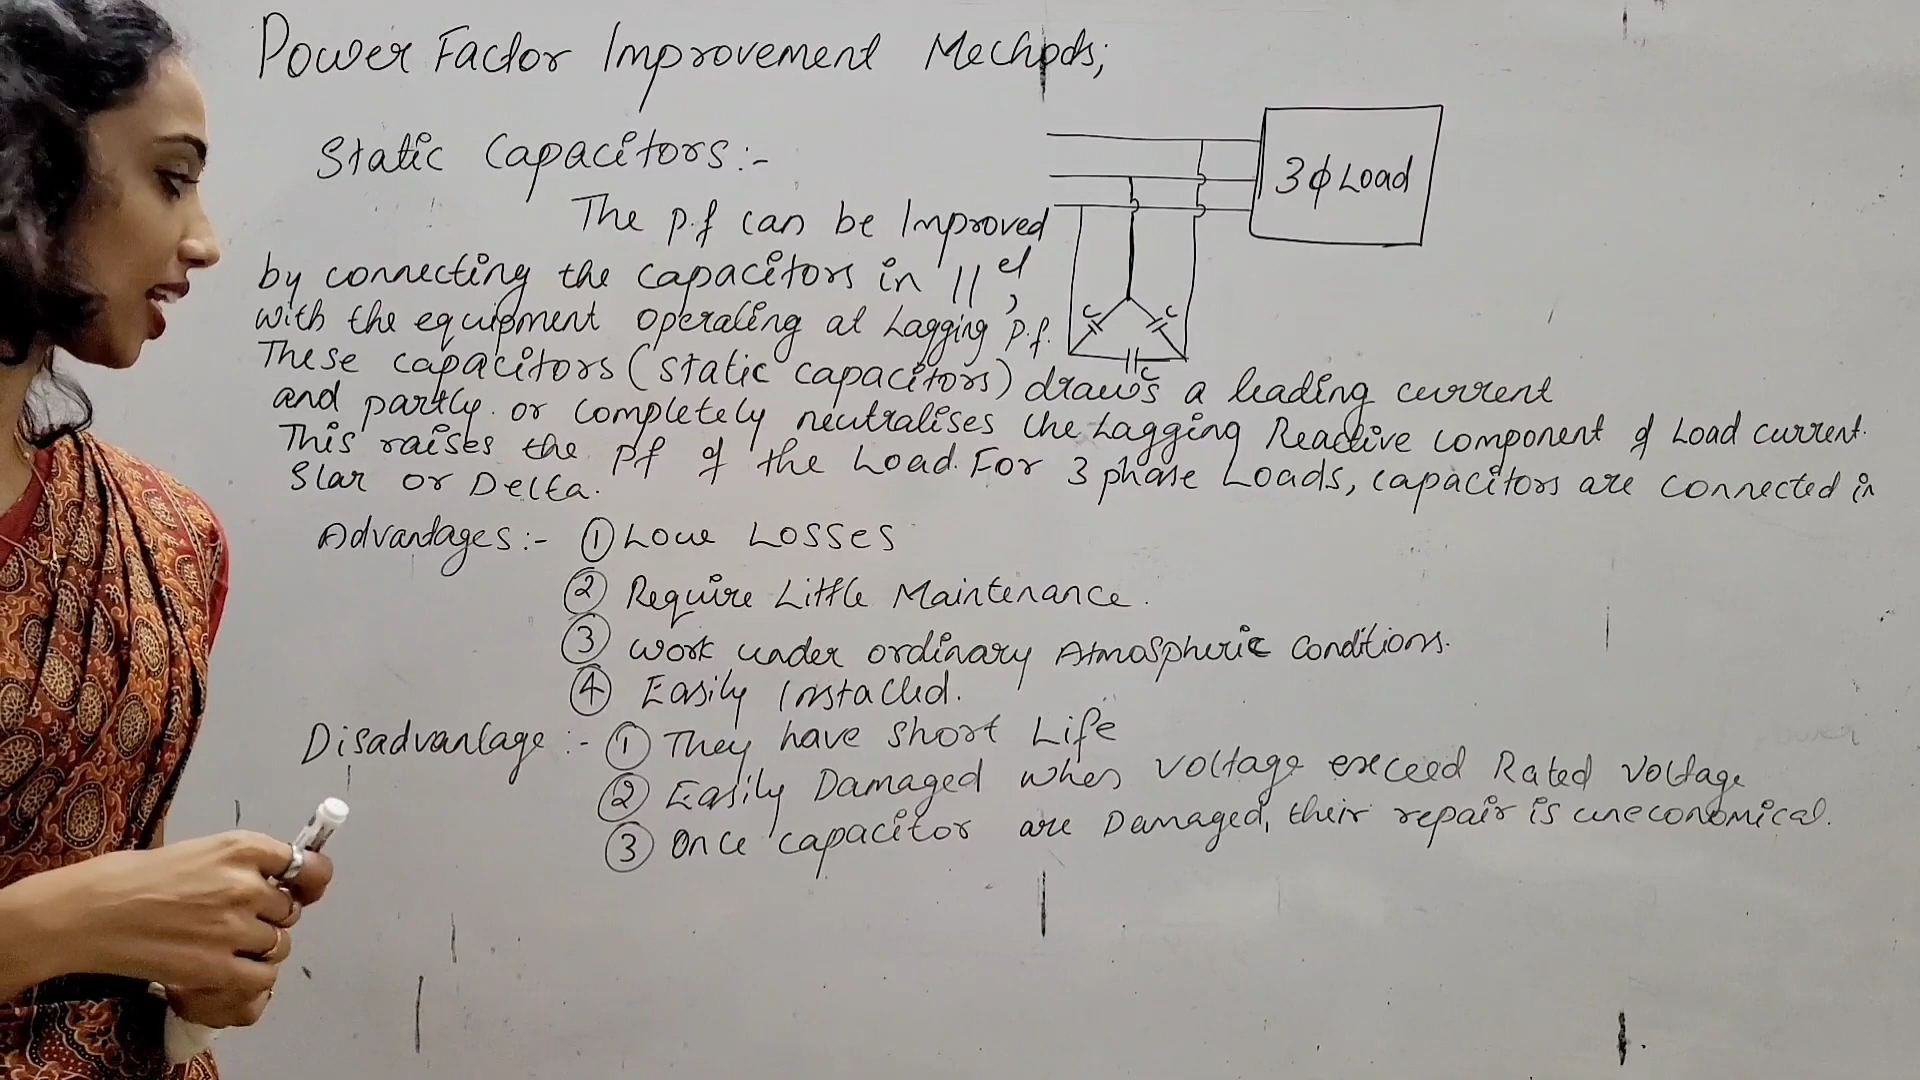 Power Factor Improvement Methods;
3ϕ Load
Static Capacitors:-
The p.f can be Improved
by connecting the capacitors in ||el,
with the equipment operating at Lagging p.f.
C C
C
These capacitors (static capacitors) draws a leading current
and partly or completely neutralises the Lagging Reactive component of Load current.
This raises the pf of the Load. For 3 phase Loads, capacitors are connected in
Star or Delta.
Advantages:- ① Low Losses
② Require Little Maintenance.
③ Work under ordinary Atmospheric Conditions.
④ Easily Installed.
Disadvantage:- ① They have Short Life
② Easily Damaged when voltage exceed Rated Voltage
③ Once capacitor are Damaged, their repair is uneconomical.